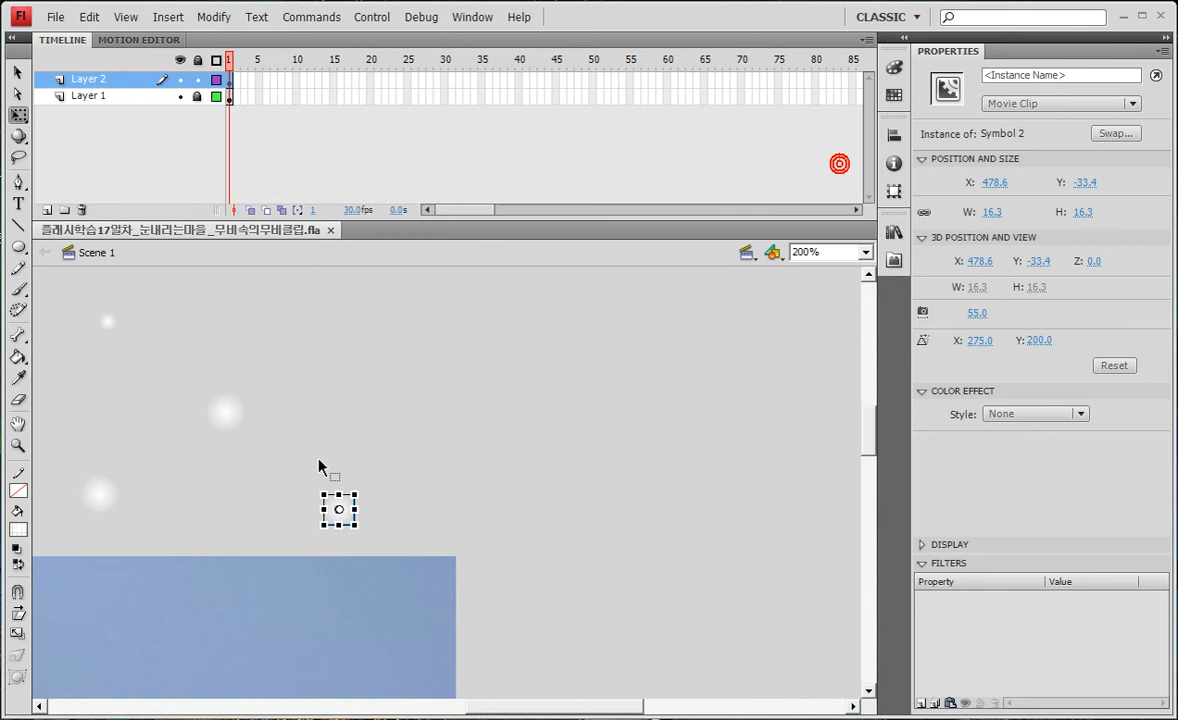 Fl File Edit View Insert Modify Text Commands Control Debug Window Help CLASSIC
TIMELINE MOTION EDITOR
1 5 10 15 20 25 30 35 40 45 50 55 60 65 70 75 80 85
Layer 2
Layer 1
1 30.0fps 0.0s
플래시학습17일차_눈내리는마을_무비속의무비클립.fla
Scene 1 200%
PROPERTIES
<Instance Name>
Movie Clip
Instance of: Symbol 2 Swap...
POSITION AND SIZE
X: 478.6 Y: -33.4
W: 16.3 H: 16.3
3D POSITION AND VIEW
X: 478.6 Y: -33.4 Z: 0.0
W: 16.3 H: 16.3
55.0
X: 275.0 Y: 200.0
Reset
COLOR EFFECT
Style: None
DISPLAY
FILTERS
Property Value